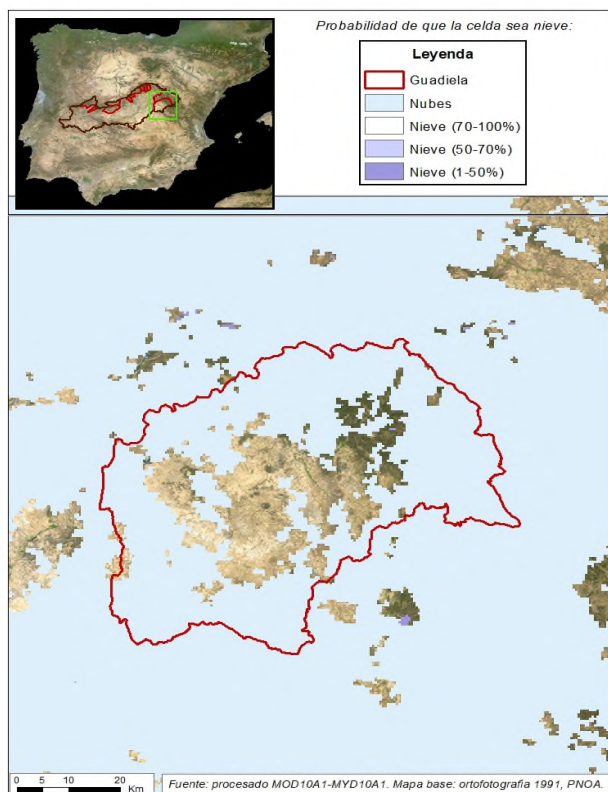 Probabilidad de que la celda sea nieve:
Leyenda
Guadiela
Nubes
Nieve (70-100%)
Nieve (50-70%)
Nieve (1-50%)
0 5 10 20
Km
Fuente: procesado MOD10A1-MYD10A1. Mapa base: ortofotografia 1991, PNOA.